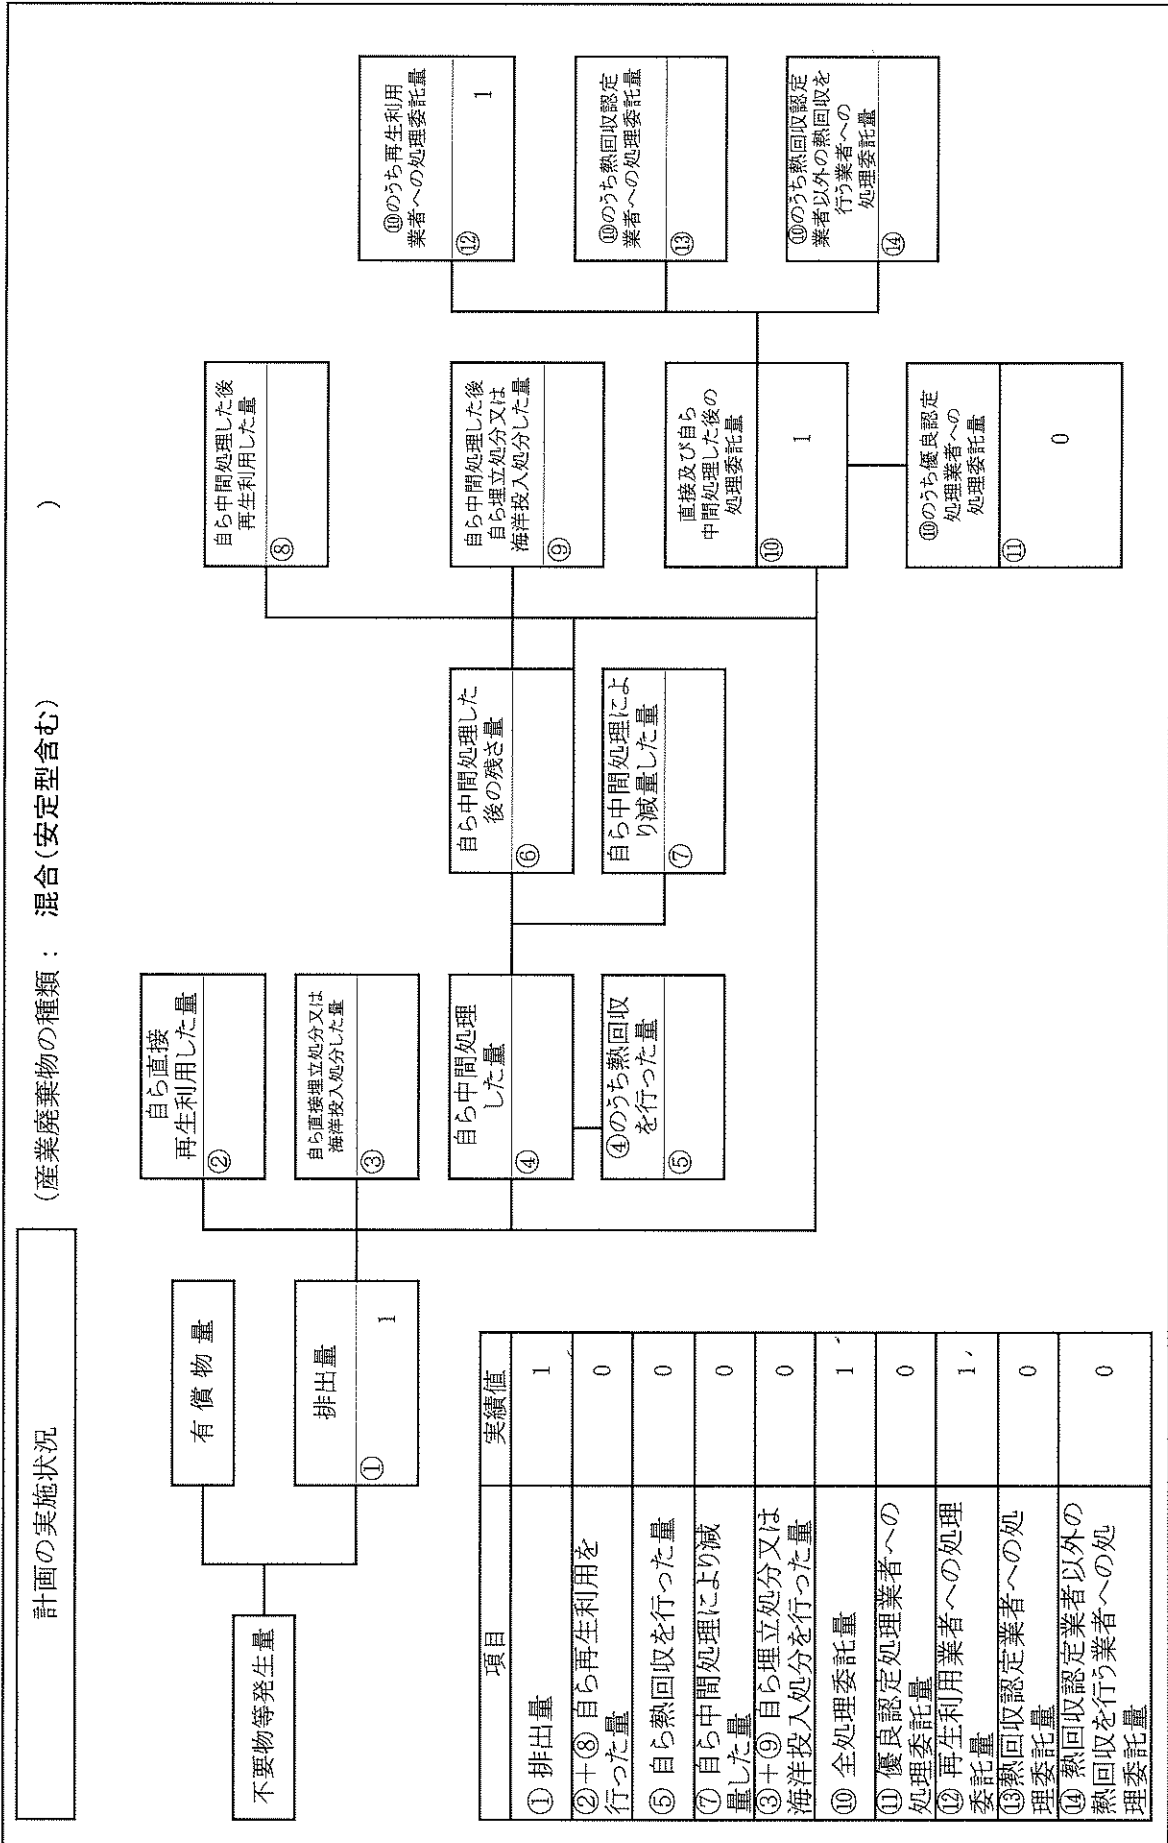 計画の実施状況
(産業廃棄物の種類： 混合(安定型含む) )
不要物等発生量
有償物量
排出量
① 1
自ら直接
再生利用した量
②
自ら直接埋立処分又は
海洋投入処分した量
③
自ら中間処理
した量
④
④のうち熱回収
を行った量
⑤
自ら中間処理した
後の残さ量
⑥
自ら中間処理によ
り減量した量
⑦
自ら中間処理した後
再生利用した量
⑧
自ら中間処理した後
自ら埋立処分又は
海洋投入処分した量
⑨
直接及び自ら
中間処理した後の
処理委託量
⑩ 1
⑩のうち優良認定
処理業者への
処理委託量
⑪ 0
⑩のうち再生利用
業者への処理委託量
⑫ 1
⑩のうち熱回収認定
業者への処理委託量
⑬
⑩のうち熱回収認定
業者以外の熱回収を
行う業者への
処理委託量
⑭
項目 実績値
① 排出量 1
②＋⑧ 自ら再生利用を
行った量 0
⑤ 自ら熱回収を行った量 0
⑦ 自ら中間処理により減
量した量 0
③＋⑨ 自ら埋立処分又は
海洋投入処分を行った量 0
⑩ 全処理委託量 1
⑪ 優良認定処理業者への
処理委託量 0
⑫ 再生利用業者への処理
委託量 1
⑬熱回収認定業者への処
理委託量 0
⑭ 熱回収認定業者以外の
熱回収を行う業者への処
理委託量 0